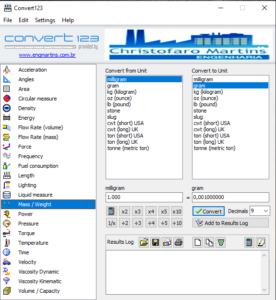 Convert123
File Edit Settings Help
convert 123
provided by
www.engmartins.com.br
Christofaro Martins
ENGENHARIA
Acceleration
Angles
Area
Circular measure
Density
Energy
Flow Rate (volume)
Flow Rate (mass)
Force
Frequency
Fuel consumption
Length
Lighting
Liquid measure
Mass / Weight
Power
Pressure
Torque
Temperature
Time
Velocity
Viscosity Dynamic
Viscosity Kinematic
Volume / Capacity
Convert from Unit
milligram
gram
kg (kilogram)
oz (ounce)
lb (pound)
stone
slug
cwt (short) USA
cwt (long) UK
ton (short) USA
ton (long) UK
tonne (metric ton)
Convert to Unit
milligram
gram
kg (kilogram)
oz (ounce)
lb (pound)
stone
slug
cwt (short) USA
cwt (long) UK
ton (short) USA
ton (long) UK
tonne (metric ton)
milligram
gram
1.000 = 0,001000000
x2 x3 x4 x5 x10
Convert Decimals 9
1/x ÷2 ÷3 ÷4 ÷5 ÷10
Add to Results Log
Results Log